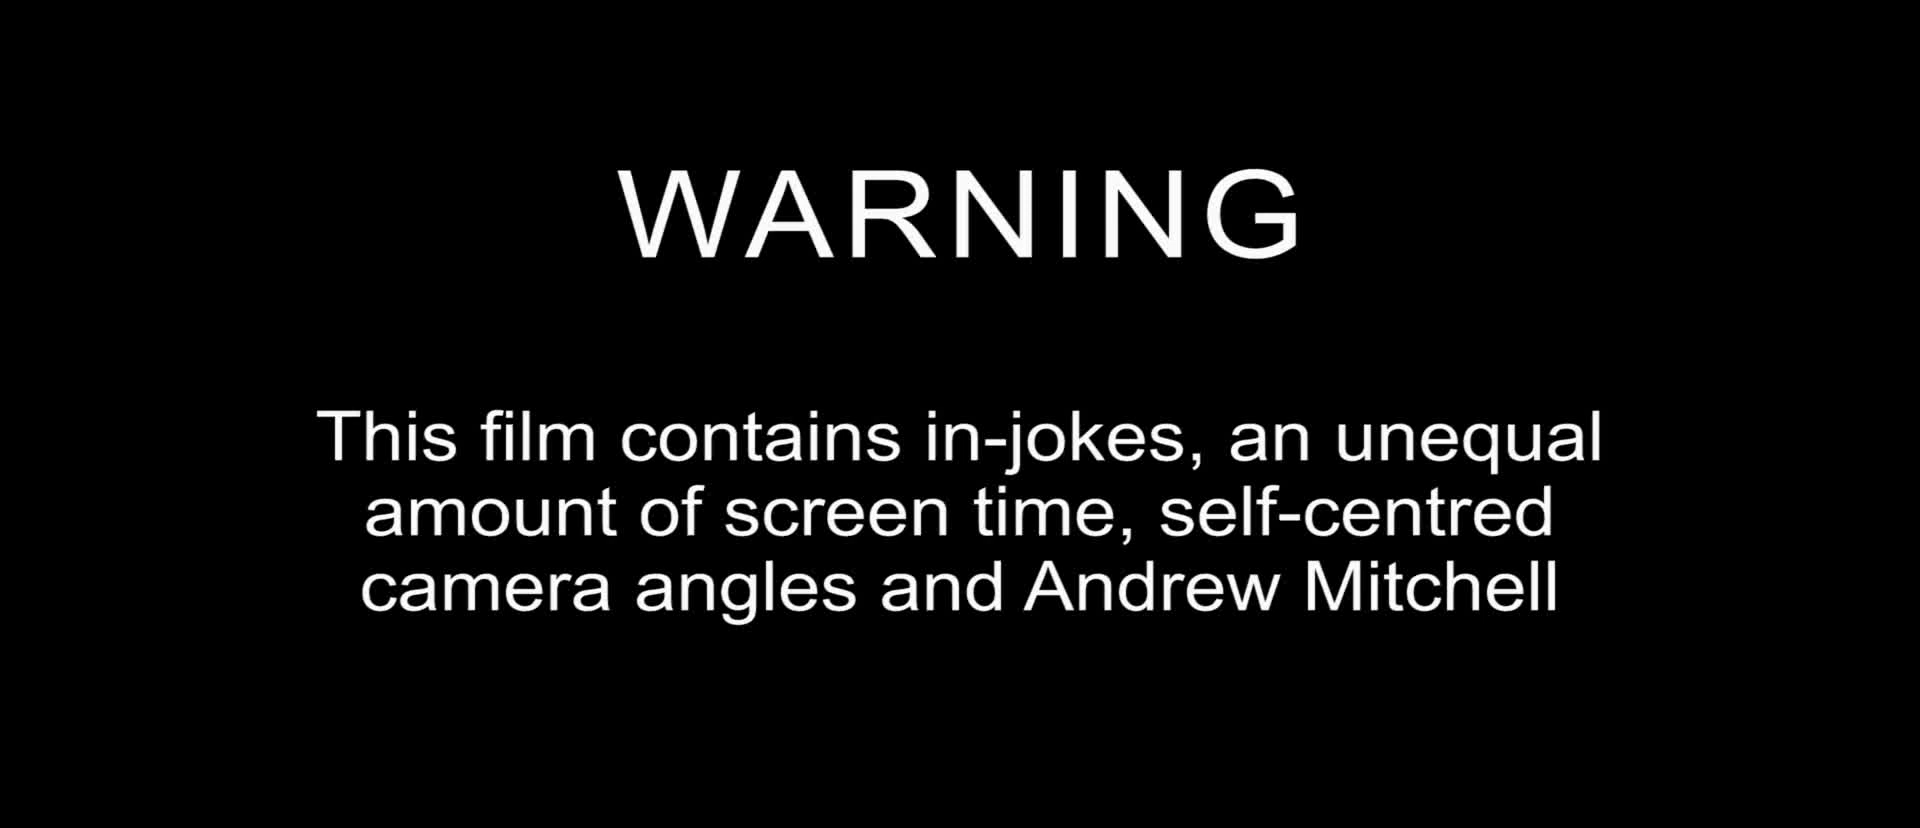 WARNING
This film contains in-jokes, an unequal
amount of screen time, self-centred
camera angles and Andrew Mitchell